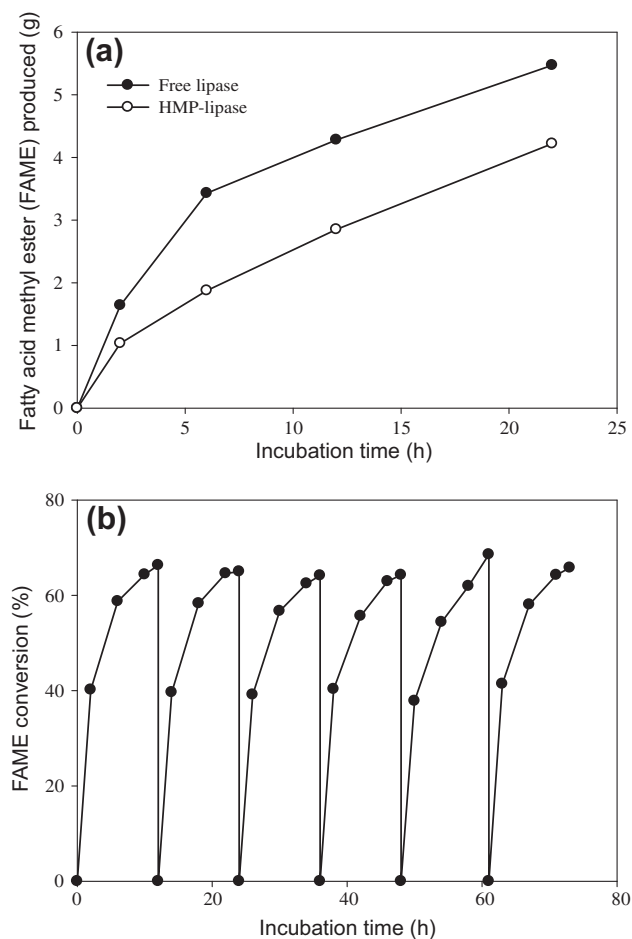 (a)
Free lipase
HMP-lipase
Fatty acid methyl ester (FAME) produced (g)
6
5
4
3
2
1
0
0 5 10 15 20 25
Incubation time (h)
(b)
FAME conversion (%)
80
60
40
20
0
0 20 40 60 80
Incubation time (h)